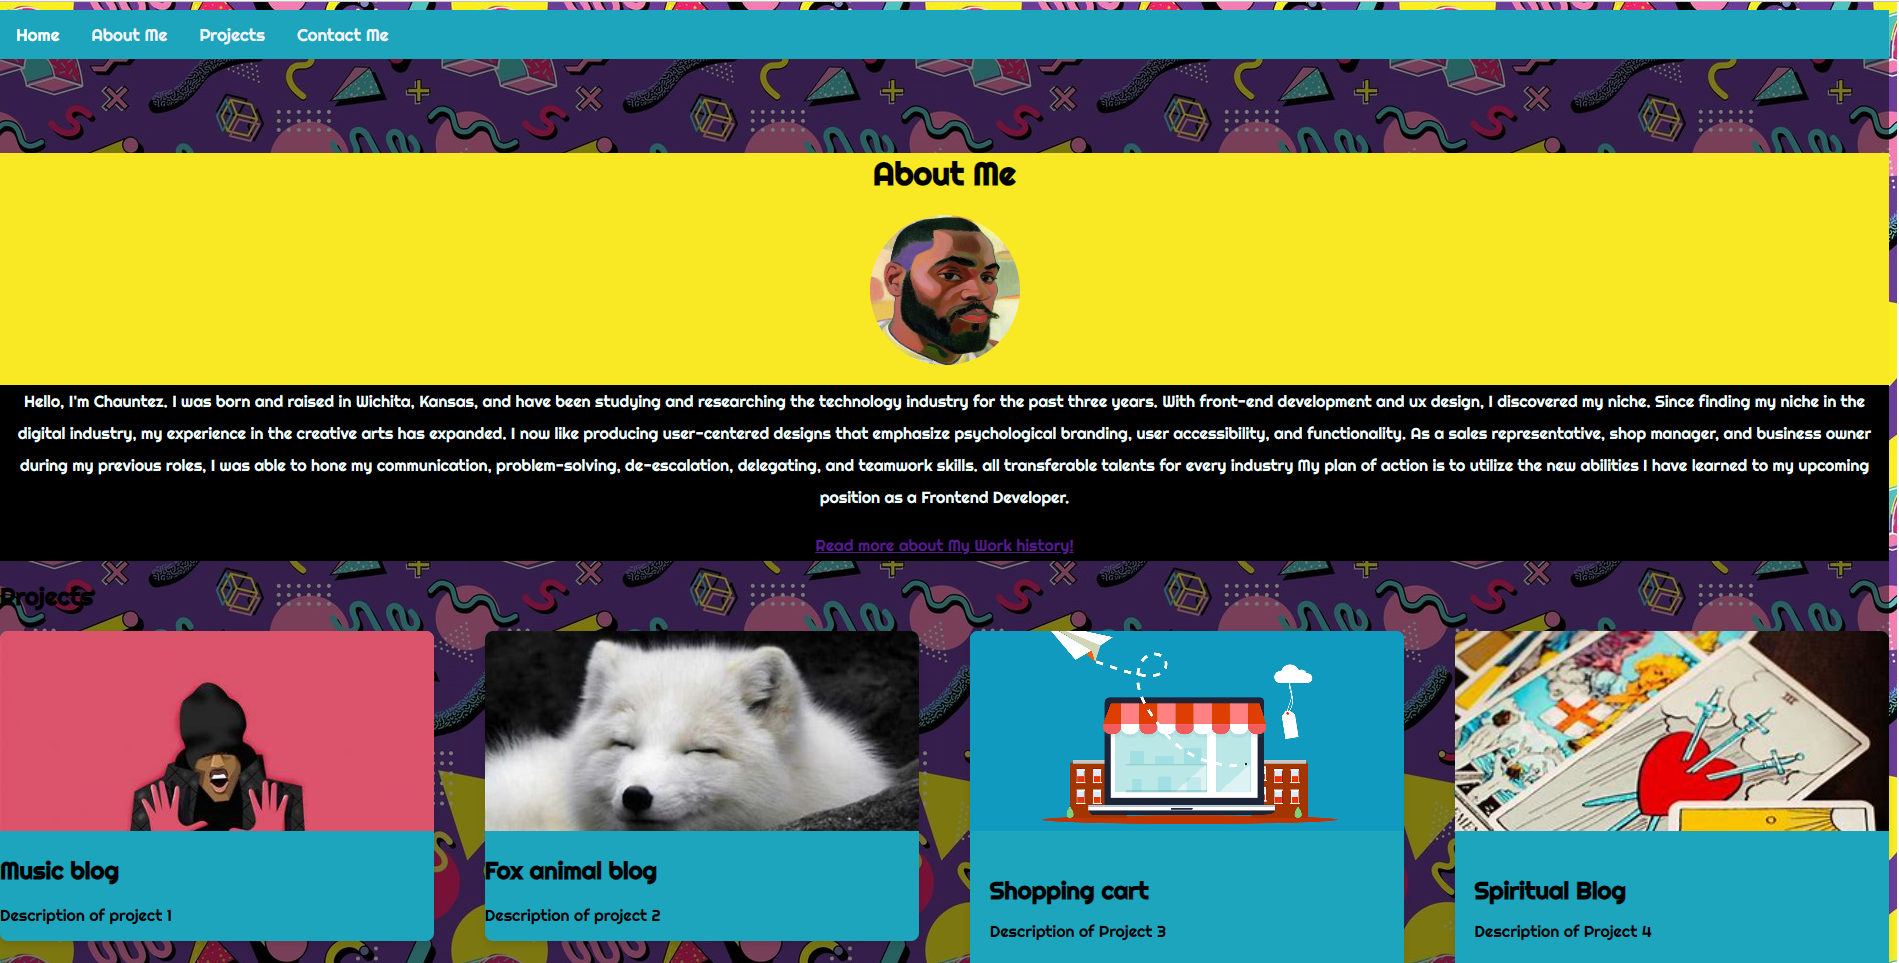 Home About Me Projects Contact Me
About Me
Hello, I'm Chauntez. I was born and raised in Wichita, Kansas, and have been studying and researching the technology industry for the past three years. With front-end development and ux design, I discovered my niche. Since finding my niche in the
digital industry, my experience in the creative arts has expanded. I now like producing user-centered designs that emphasize psychological branding, user accessibility, and functionality. As a sales representative, shop manager, and business owner
during my previous roles, I was able to hone my communication, problem-solving, de-escalation, delegating, and teamwork skills. all transferable talents for every industry My plan of action is to utilize the new abilities I have learned to my upcoming
position as a Frontend Developer.
Read more about My Work history!
Projects
III
Music blog
Description of project 1
Fox animal blog
Description of project 2
Shopping cart
Description of Project 3
Spiritual Blog
Description of Project 4